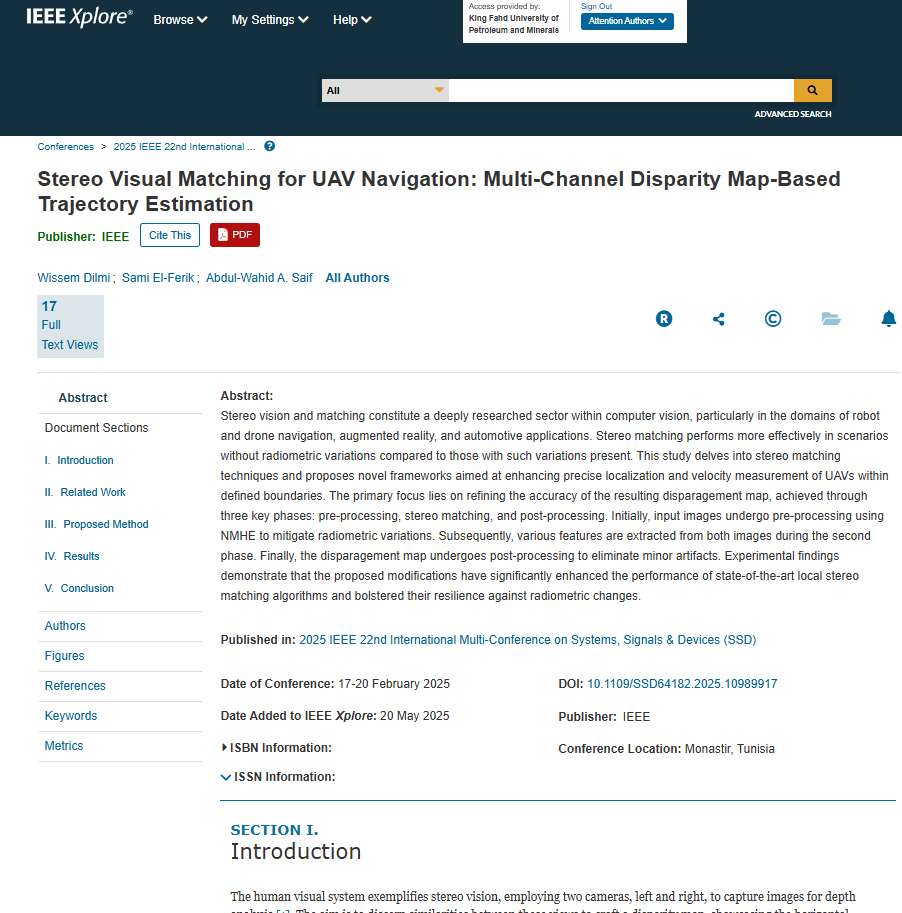 IEEE Xplore®
Browse
My Settings
Help
Access provided by:
King Fahd University of
Petroleum and Minerals
Sign Out
Attention Authors
All
ADVANCED SEARCH
Conferences > 2025 IEEE 22nd International ...
Stereo Visual Matching for UAV Navigation: Multi-Channel Disparity Map-Based
Trajectory Estimation
Publisher: IEEE
Cite This
PDF
Wissem Dilmi ; Sami El-Ferik ; Abdul-Wahid A. Saif All Authors
17
Full
Text Views
R
©
Abstract
Document Sections
I. Introduction
II. Related Work
III. Proposed Method
IV. Results
V. Conclusion
Authors
Figures
References
Keywords
Metrics
Abstract:
Stereo vision and matching constitute a deeply researched sector within computer vision, particularly in the domains of robot
and drone navigation, augmented reality, and automotive applications. Stereo matching performs more effectively in scenarios
without radiometric variations compared to those with such variations present. This study delves into stereo matching
techniques and proposes novel frameworks aimed at enhancing precise localization and velocity measurement of UAVs within
defined boundaries. The primary focus lies on refining the accuracy of the resulting disparagement map, achieved through
three key phases: pre-processing, stereo matching, and post-processing. Initially, input images undergo pre-processing using
NMHE to mitigate radiometric variations. Subsequently, various features are extracted from both images during the second
phase. Finally, the disparagement map undergoes post-processing to eliminate minor artifacts. Experimental findings
demonstrate that the proposed modifications have significantly enhanced the performance of state-of-the-art local stereo
matching algorithms and bolstered their resilience against radiometric changes.
Published in: 2025 IEEE 22nd International Multi-Conference on Systems, Signals & Devices (SSD)
Date of Conference: 17-20 February 2025
DOI: 10.1109/SSD64182.2025.10989917
Date Added to IEEE Xplore: 20 May 2025
Publisher: IEEE
ISBN Information:
Conference Location: Monastir, Tunisia
ISSN Information:
SECTION I.
Introduction
The human visual system exemplifies stereo vision, employing two cameras, left and right, to capture images for depth